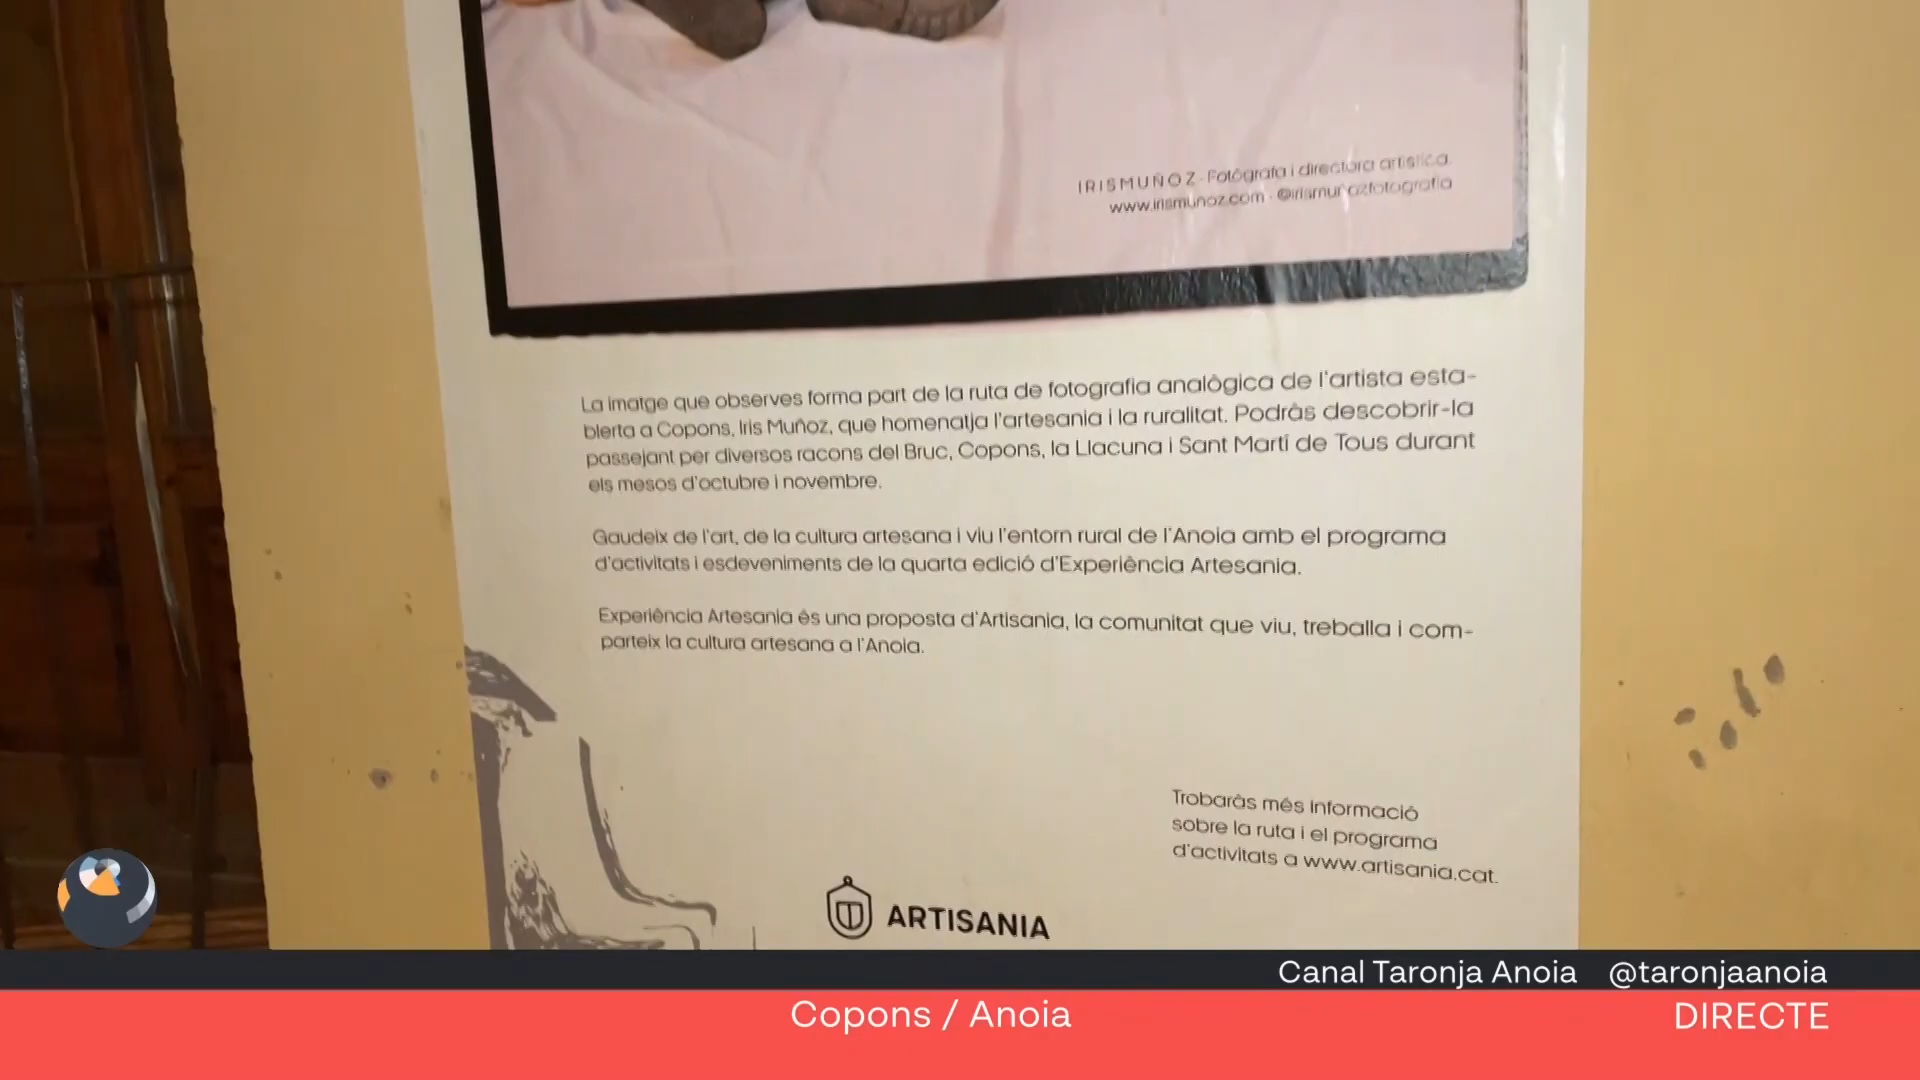 IRIS MUÑOZ · Fotógrafa i directora artística.
www.irismuñoz.com · @irismuñozfotografia
La imatge que observes forma part de la ruta de fotografia analògica de l'artista esta-
blerta a Copons, Iris Muñoz, que homenatja l'artesania i la ruralitat. Podràs descobrir-la
passejant per diversos racons del Bruc, Copons, la Llacuna i Sant Martí de Tous durant
els mesos d'octubre i novembre.
Gaudeix de l'art, de la cultura artesana i viu l'entorn rural de l'Anoia amb el programa
d'activitats i esdeveniments de la quarta edició d'Experiència Artesania.
Experiència Artesania és una proposta d'Artisania, la comunitat que viu, treballa i com-
parteix la cultura artesana a l'Anoia.
Trobaràs més informació
sobre la ruta i el programa
d'activitats a www.artisania.cat.
ARTISANIA
Canal Taronja Anoia @taronjaanoia
Copons / Anoia
DIRECTE